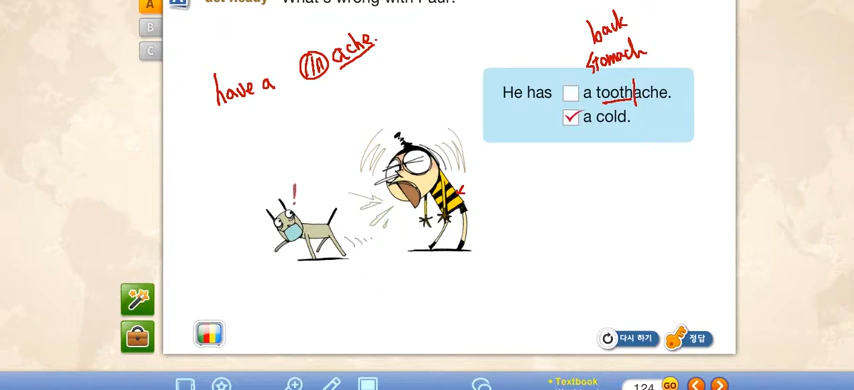 A
What's wrong with Paul?
B
C
back
stomach
have a ache.
He has a toothache.
a cold.
!
다시 하기
정답
Textbook
124
GO